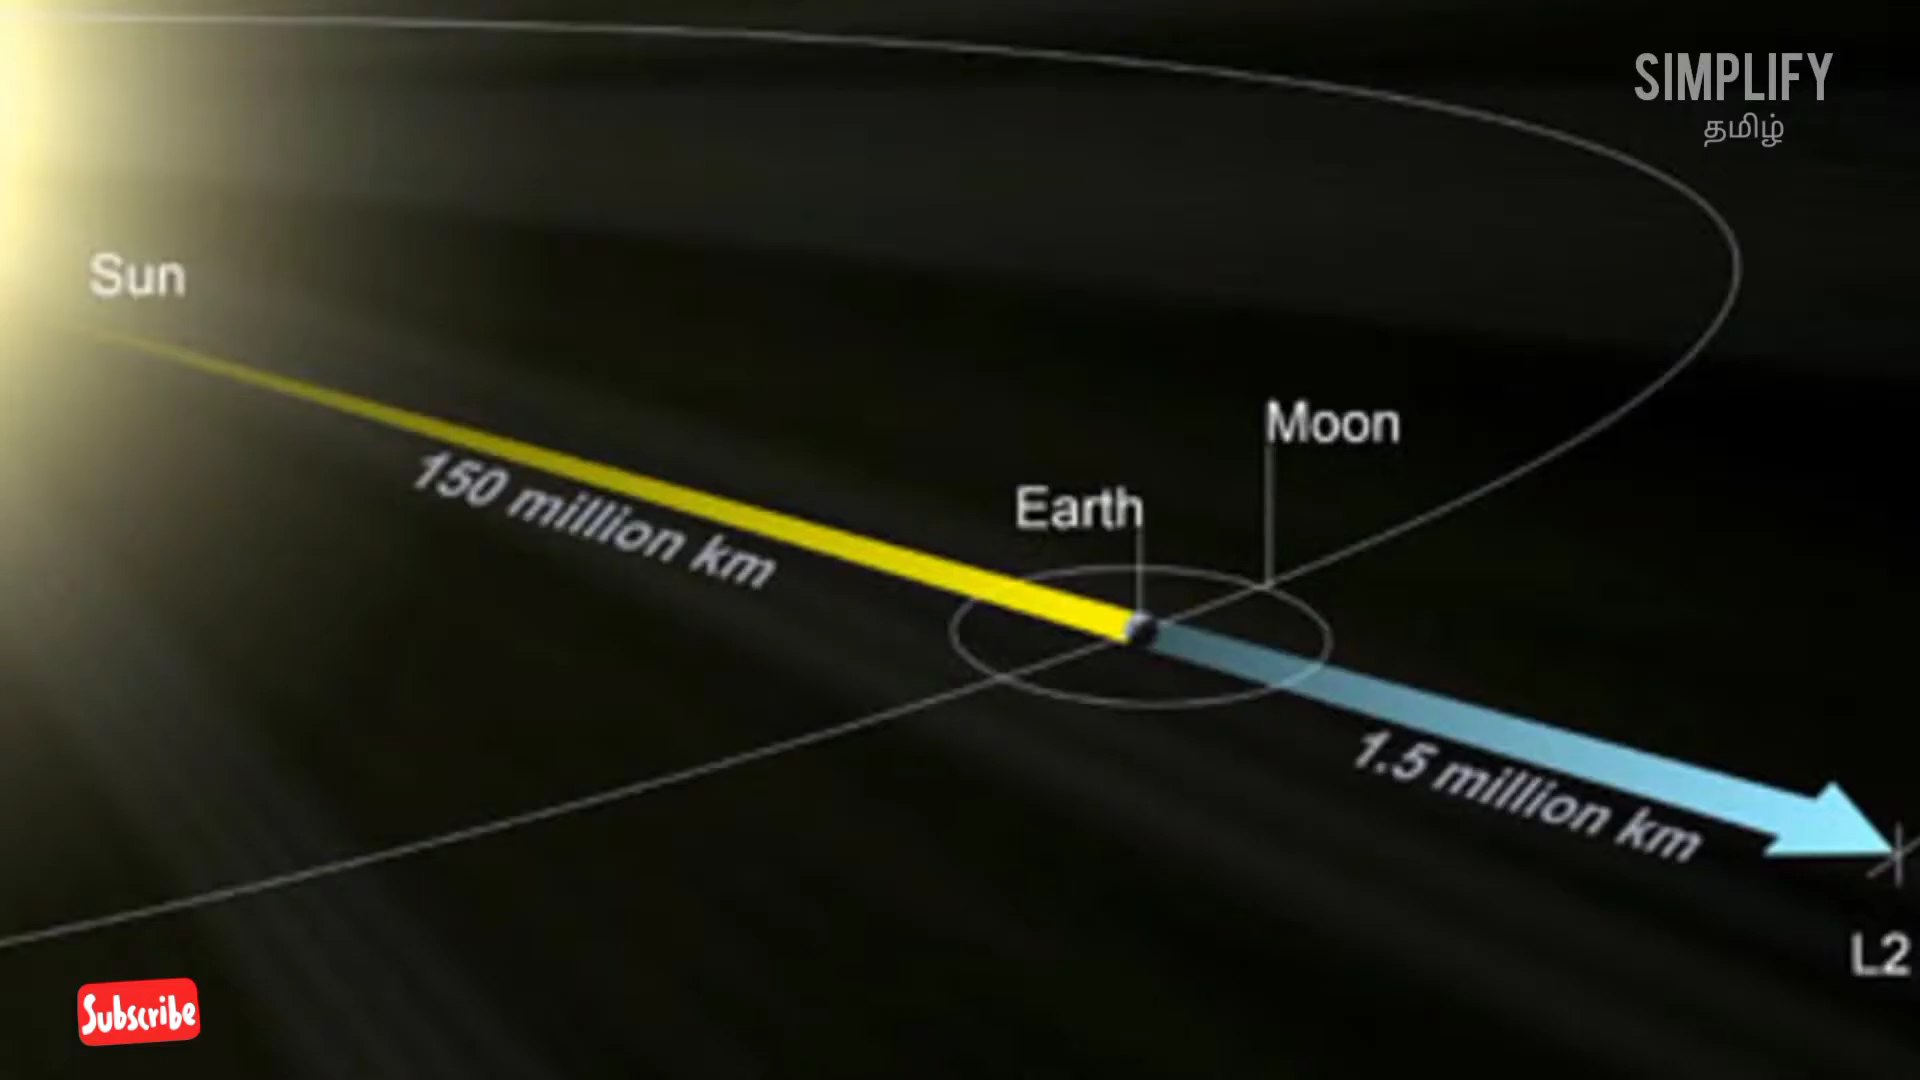 SIMPLIFY
தமிழ்
Sun
Moon
Earth
150 million km
1.5 million km
L2
Subscribe